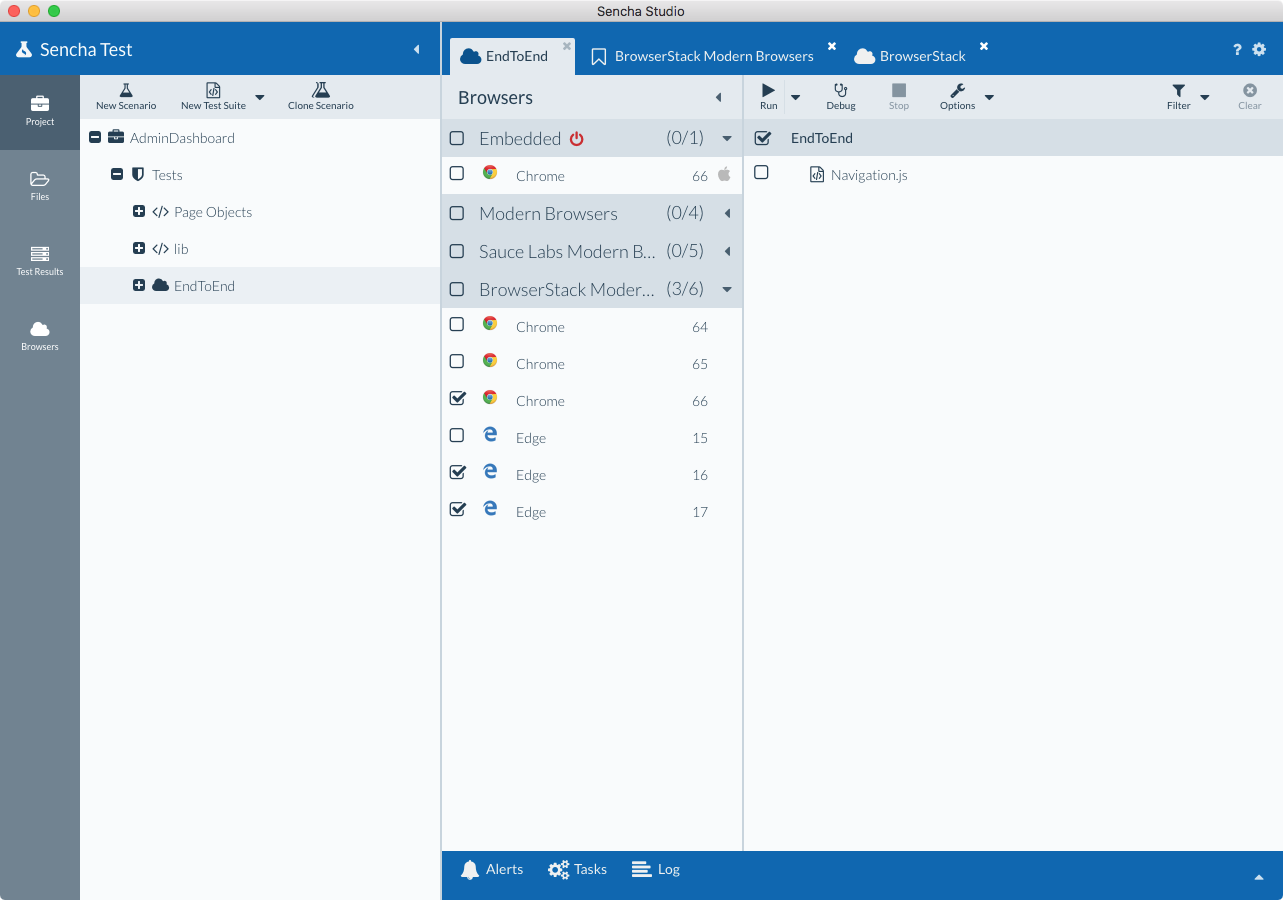 Sencha Studio
Sencha Test
EndToEnd
BrowserStack Modern Browsers
BrowserStack
?
Project
Files
Test Results
Browsers
New Scenario
New Test Suite
Clone Scenario
AdminDashboard
Tests
Page Objects
lib
EndToEnd
Browsers
Embedded (0/1)
Chrome 66
Modern Browsers (0/4)
Sauce Labs Modern B... (0/5)
BrowserStack Moder... (3/6)
Chrome 64
Chrome 65
Chrome 66
Edge 15
Edge 16
Edge 17
Run
Debug
Stop
Options
Filter
Clear
EndToEnd
Navigation.js
Alerts
Tasks
Log